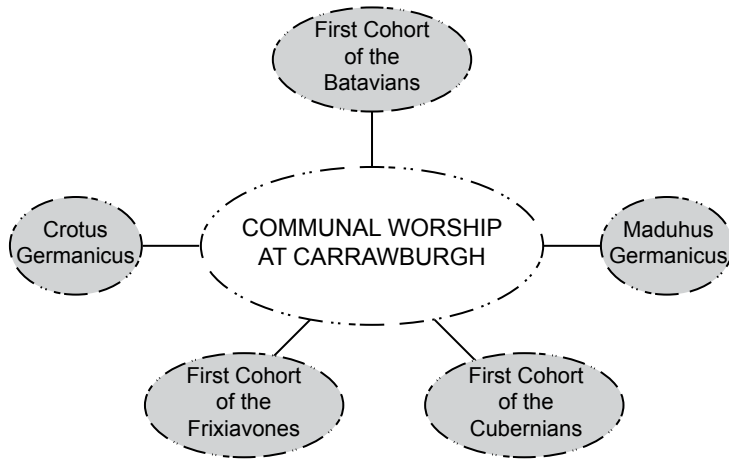 First Cohort
of the
Batavians
Crotus
Germanicus
COMMUNAL WORSHIP
AT CARRAWBURGH
Maduhus
Germanicus
First Cohort
of the
Frixiavones
First Cohort
of the
Cubernians